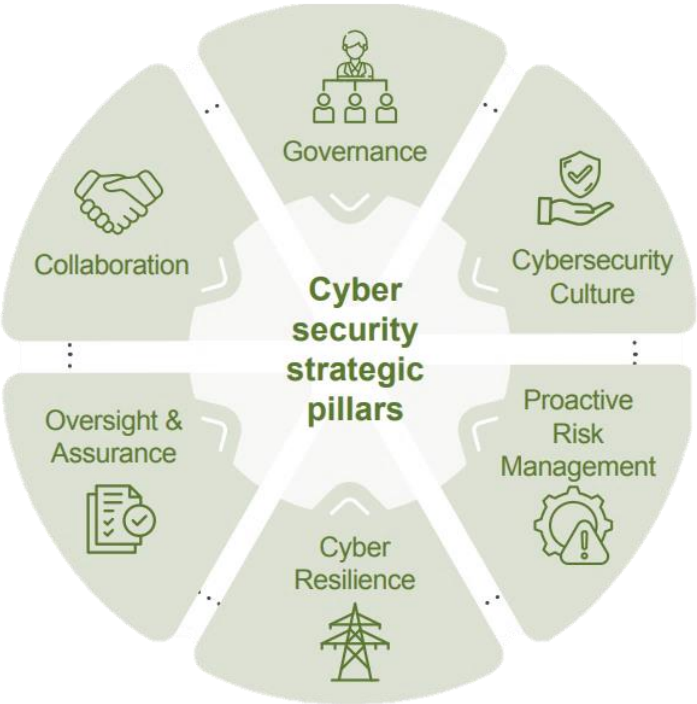 Governance
Collaboration
Cybersecurity
Culture
Cyber
security
strategic
pillars
Oversight &
Assurance
Proactive
Risk
Management
Cyber
Resilience